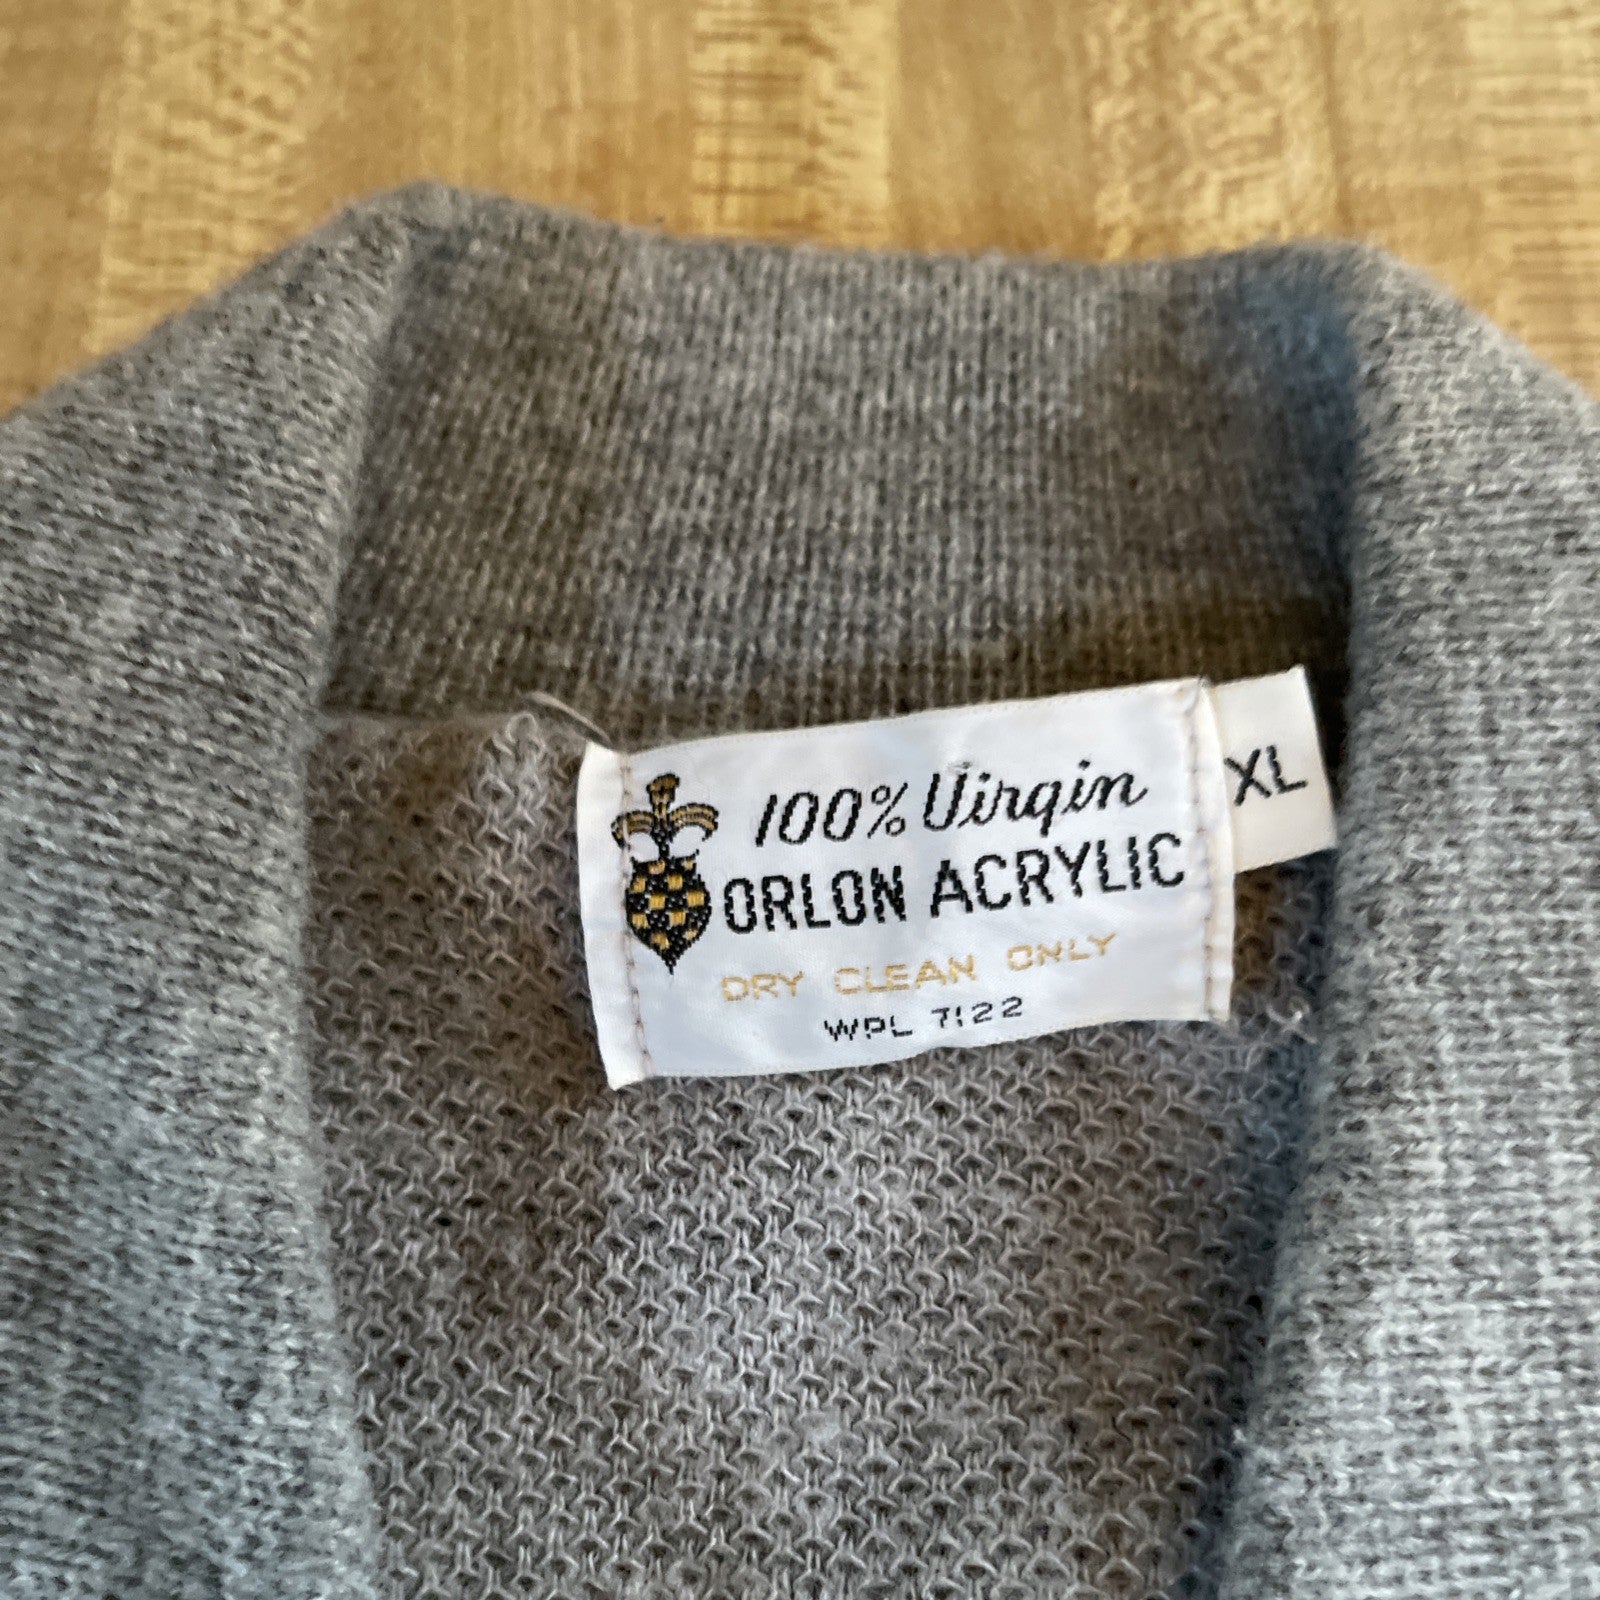 100% Virgin
ORLON ACRYLIC
DRY CLEAN ONLY
WPL 7122
XL